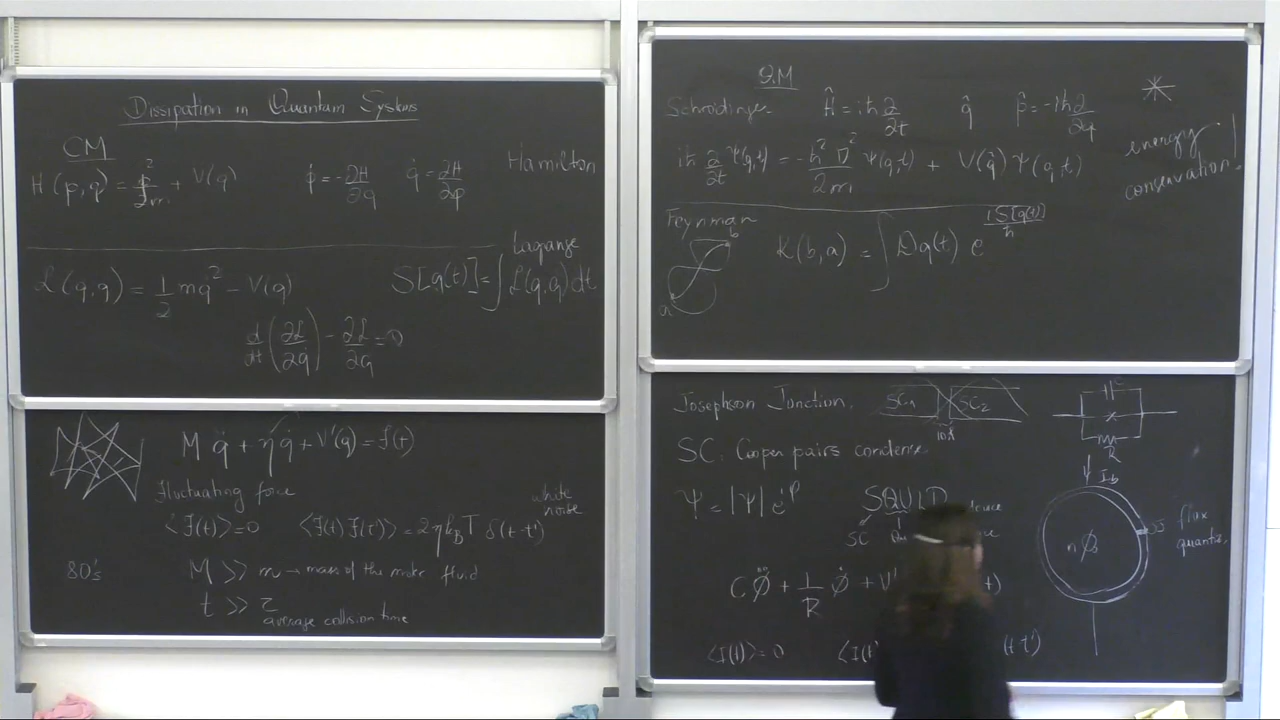 Dissipation in Quantum Systems
CM
H(p,q) = p²/2m + V(q)    ṗ = -∂H/∂q    q̇ = ∂H/∂p    Hamilton
Lagrange
ℒ(q,q̇) = 1/2 mq̇² - V(q)    S[q(t)] = ∫ℒ(q,q̇)dt
d/dt (∂ℒ/∂q̇) - ∂ℒ/∂q = 0
M q̈ + η q̇ + V'(q) = f(t)
Fluctuating force
⟨f(t)⟩ = 0    ⟨f(t) f(t')⟩ = 2ηk_BT δ(t-t')    white noise
80's    M >> m → mass of the molec fluid
t >> τ average collision time
Q.M
Schrödinger    Ĥ = iħ ∂/∂t    q̂    p̂ = -iħ ∂/∂q
iħ ∂/∂t Ψ(q,t) = -ħ²∇²/2m Ψ(q,t) + V(q̂) Ψ(q,t)
energy conservation
Feynman
a b
K(b,a) = ∫ Dq(t) e^{iS[q(t)]/ħ}
Josephson Junction.    SC₁ SC₂    10Å
C
R
SC: Cooper pairs condense
Ψ = |Ψ| e^{iφ}    SQUID
SC
I_b
nΦ₀    JJ flux
C Φ̈ + 1/R Φ̇ + V'
⟨I(t)⟩ = 0    ⟨I(t)    (t-t')